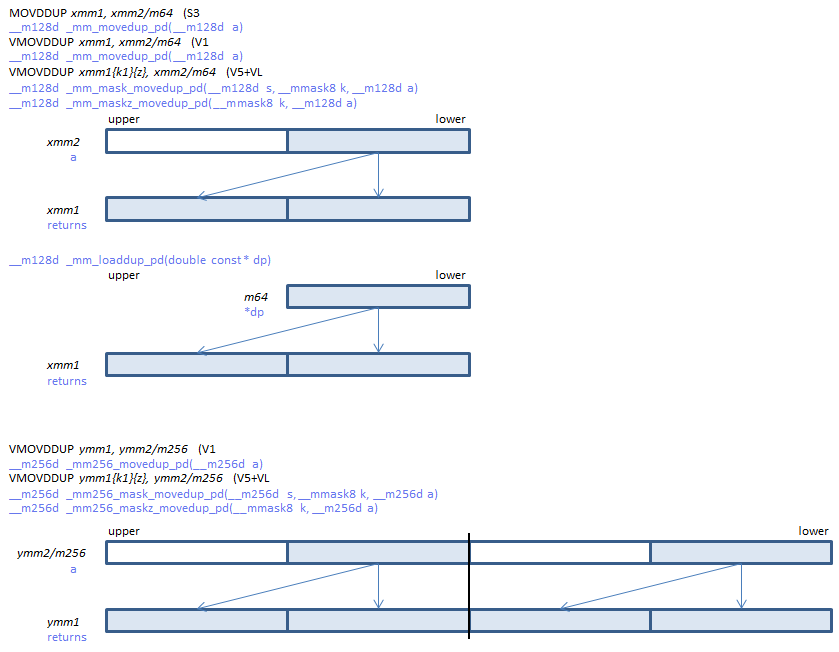 MOVDDUP xmm1, xmm2/m64 (S3
__m128d _mm_movedup_pd(__m128d a)
VMOVDDUP xmm1, xmm2/m64 (V1
__m128d _mm_movedup_pd(__m128d a)
VMOVDDUP xmm1{k1}{z}, xmm2/m64 (V5+VL
__m128d _mm_mask_movedup_pd(__m128d s, __mmask8 k, __m128d a)
__m128d _mm_maskz_movedup_pd(__mmask8 k, __m128d a)
upper lower
xmm2
a
xmm1
returns
__m128d _mm_loaddup_pd(double const* dp)
upper lower
m64
*dp
xmm1
returns
VMOVDDUP ymm1, ymm2/m256 (V1
__m256d _mm256_movedup_pd(__m256d a)
VMOVDDUP ymm1{k1}{z}, ymm2/m256 (V5+VL
__m256d _mm256_mask_movedup_pd(__m256d s, __mmask8 k, __m256d a)
__m256d _mm256_maskz_movedup_pd(__mmask8 k, __m256d a)
upper lower
ymm2/m256
a
ymm1
returns